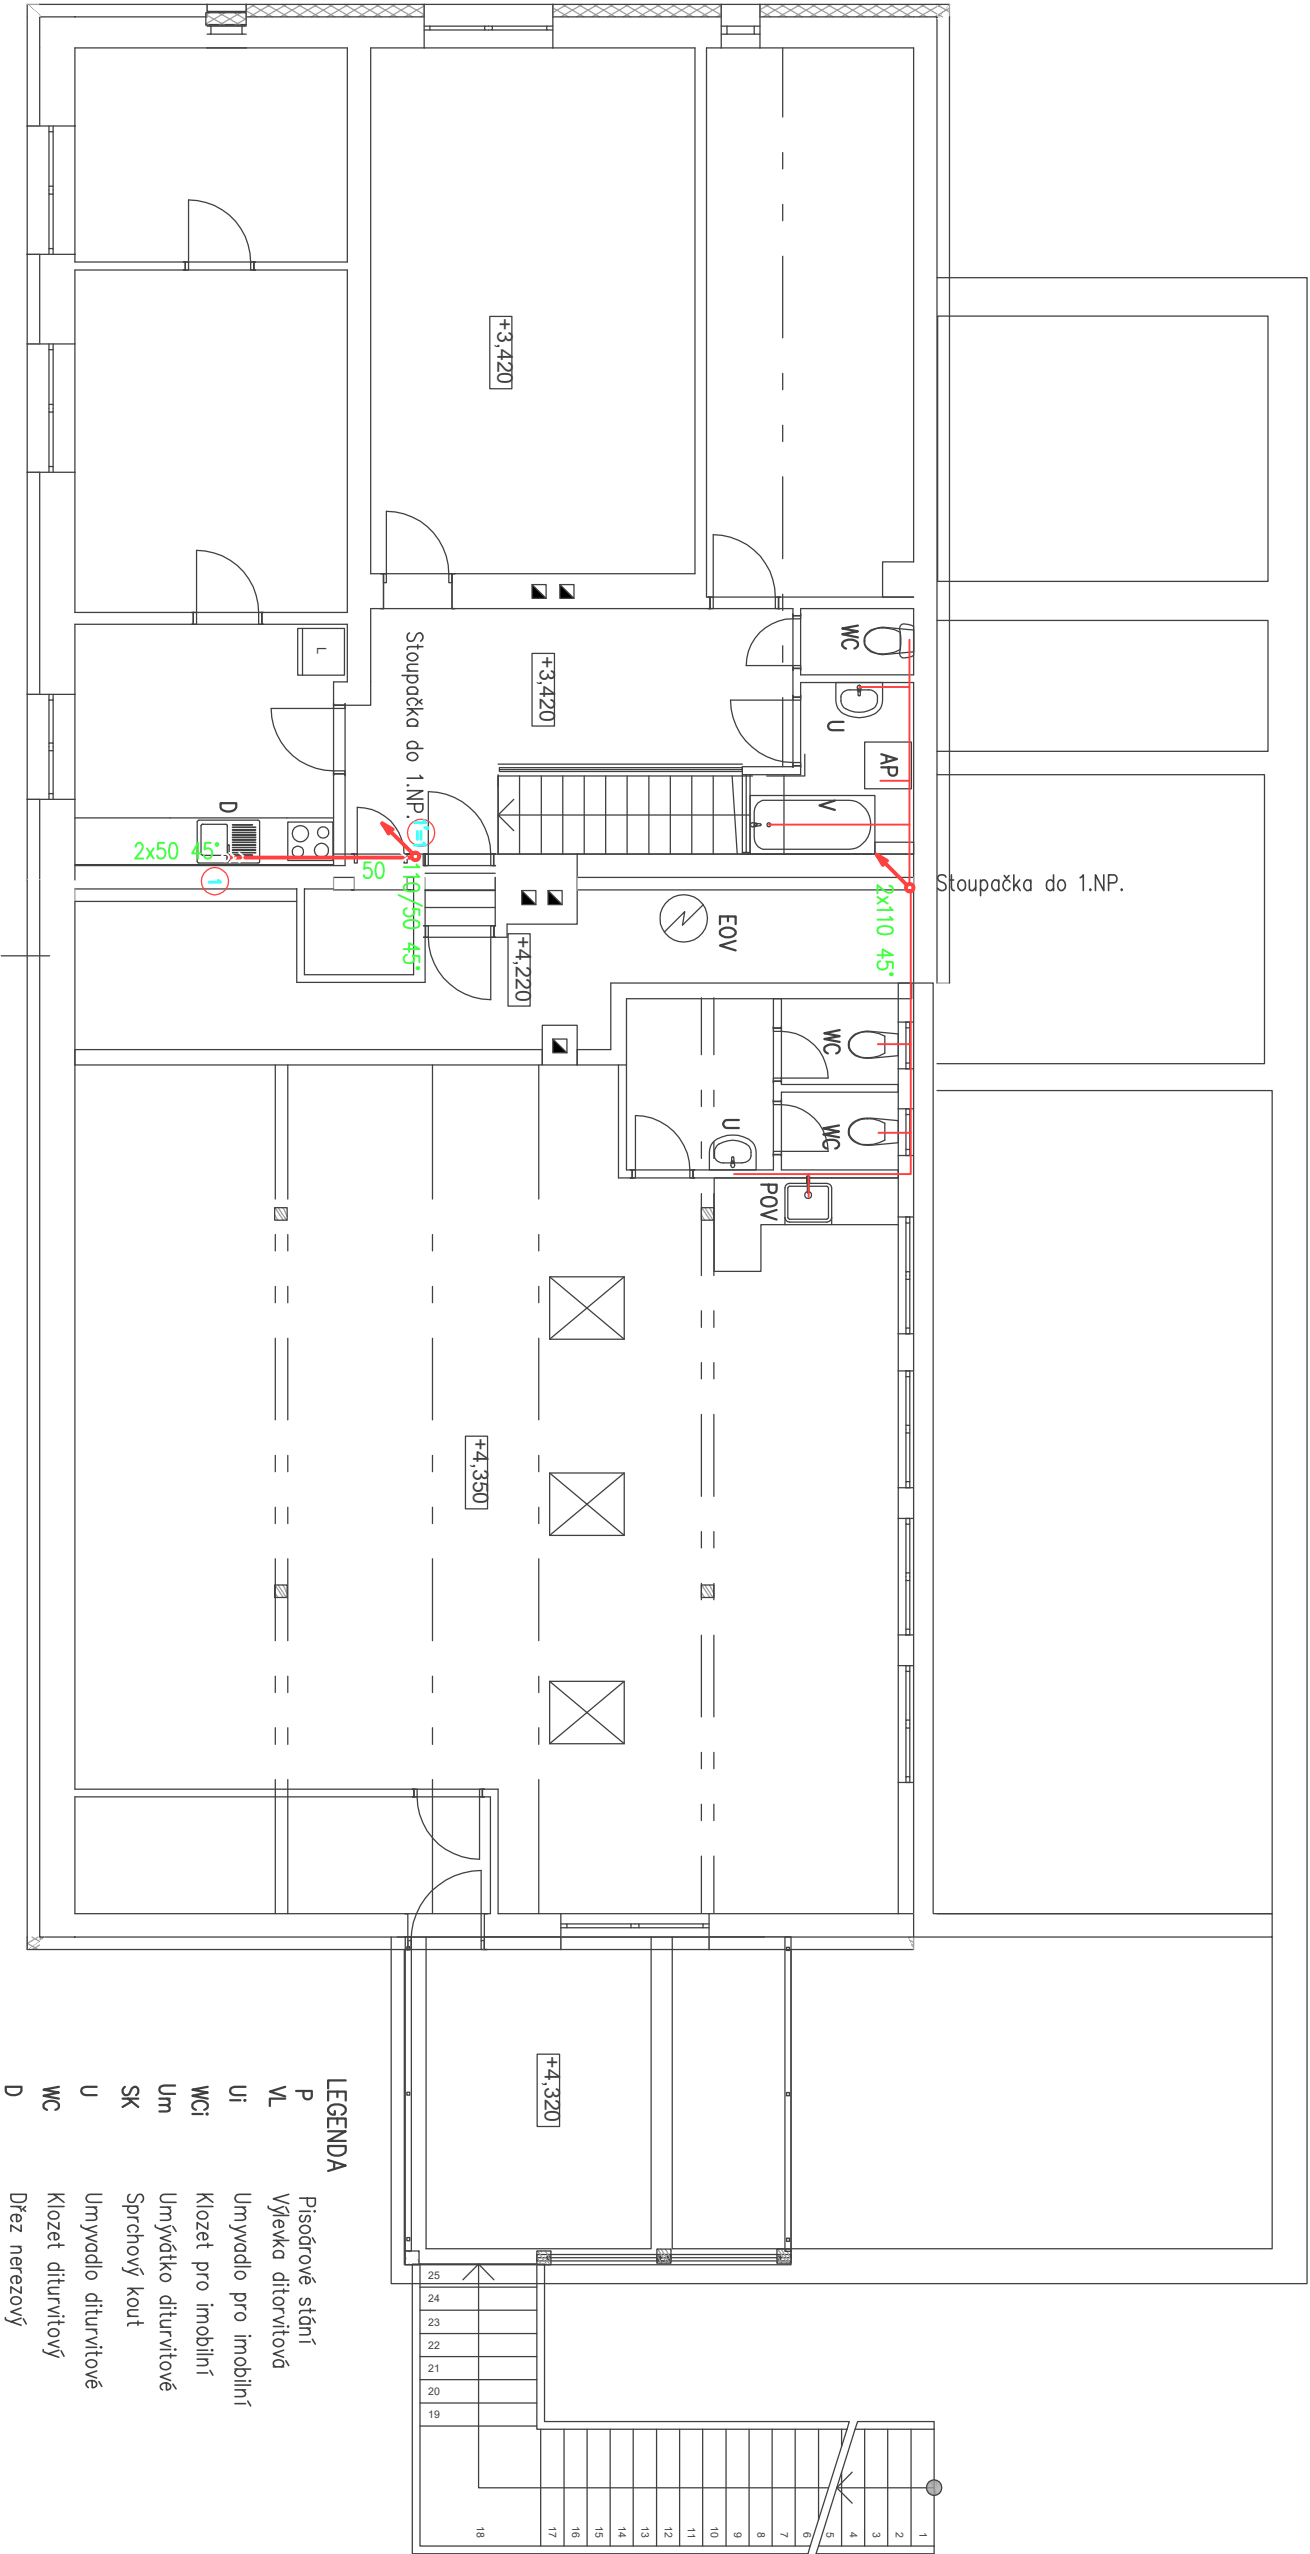 +3,420
WC
Stoupačka do 1.NP.
+3,420
U
L
AP
V
D
1'=1
2x50 45°
50
110/50 45°
1
Stoupačka do 1.NP.
2x110 45°
EOV
+4,220
WC
WC
U
POV
+4,350
+4,320
LEGENDA
P Pisoárové stání
VL Výlevka ditorvitová
Ui Umyvadlo pro imobilní
WCi Klozet pro imobilní
Um Umývátko diturvitové
SK Sprchový kout
U Umyvadlo diturvitové
WC Klozet diturvitový
D Dřez nerezový
25
24
23
22
21
20
19
18
17
16
15
14
13
12
11
10
9
8
7
6
5
4
3
2
1